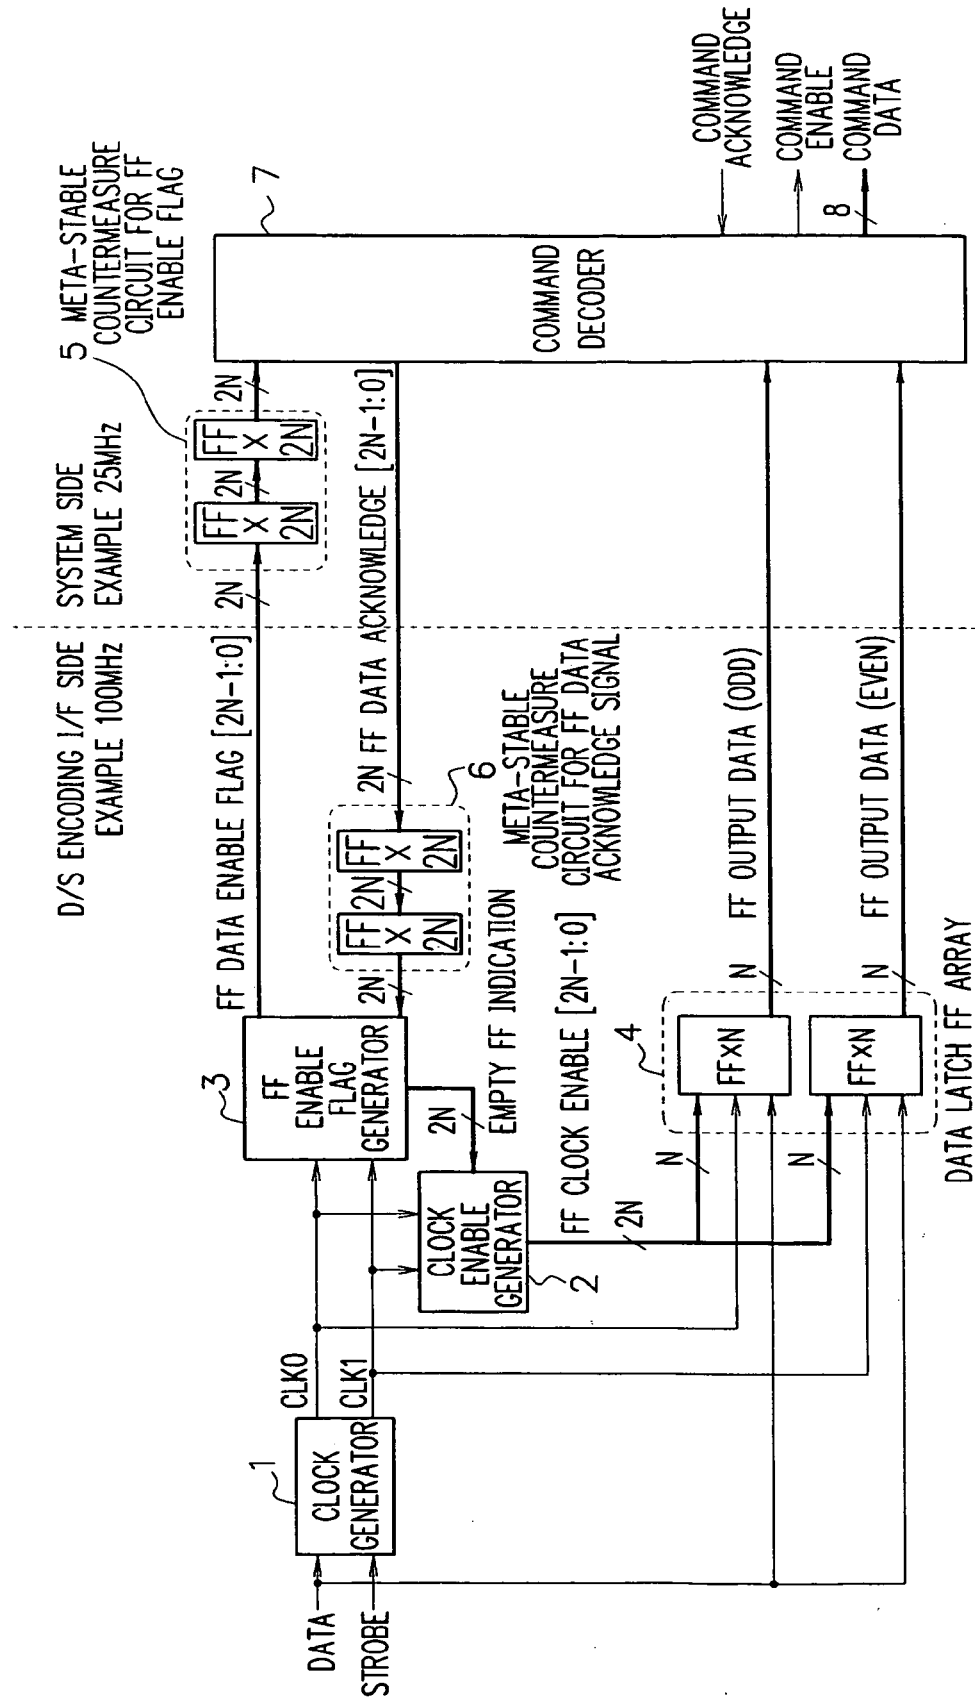 D/S ENCODING I/F SIDE
EXAMPLE 100MHz
SYSTEM SIDE
EXAMPLE 25MHz
5 META-STABLE
COUNTERMEASURE
CIRCUIT FOR FF
ENABLE FLAG
DATA
STROBE
1
CLOCK
GENERATOR
CLK0
CLK1
3
FF
ENABLE
FLAG
GENERATOR
FF DATA ENABLE FLAG [2N-1:0]
2N
FF
X
2N
2N
FF
X
2N
2N
7
COMMAND
DECODER
2N
FF
X
2N
2N
FF
X
2N
2N FF DATA ACKNOWLEDGE [2N-1:0]
6
META-STABLE
COUNTERMEASURE
CIRCUIT FOR FF DATA
ACKNOWLEDGE SIGNAL
2N
EMPTY FF INDICATION
CLOCK
ENABLE
GENERATOR
2
FF CLOCK ENABLE [2N-1:0]
2N
N
N
4
FFXN
FFXN
N
FF OUTPUT DATA (ODD)
N
FF OUTPUT DATA (EVEN)
DATA LATCH FF ARRAY
COMMAND
ACKNOWLEDGE
COMMAND
ENABLE
8
COMMAND
DATA